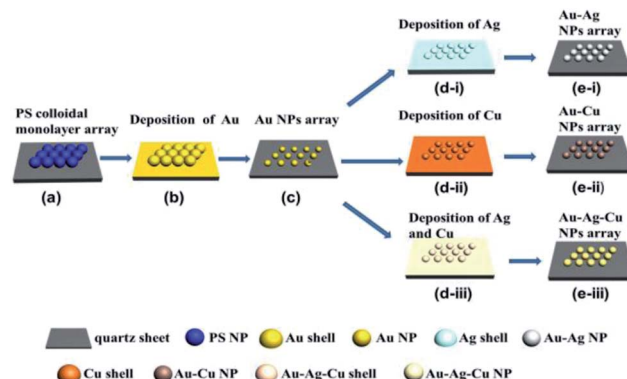 Deposition of Ag
Au-Ag
NPs array
(d-i)
(e-i)
PS colloidal
monolayer array
Deposition of Au
Au NPs array
Deposition of Cu
Au-Cu
NPs array
(a)
(b)
(c)
(d-ii)
(e-ii)
Deposition of Ag
and Cu
Au-Ag-Cu
NPs array
(d-iii)
(e-iii)
quartz sheet
PS NP
Au shell
Au NP
Ag shell
Au-Ag NP
Cu shell
Au-Cu NP
Au-Ag-Cu shell
Au-Ag-Cu NP